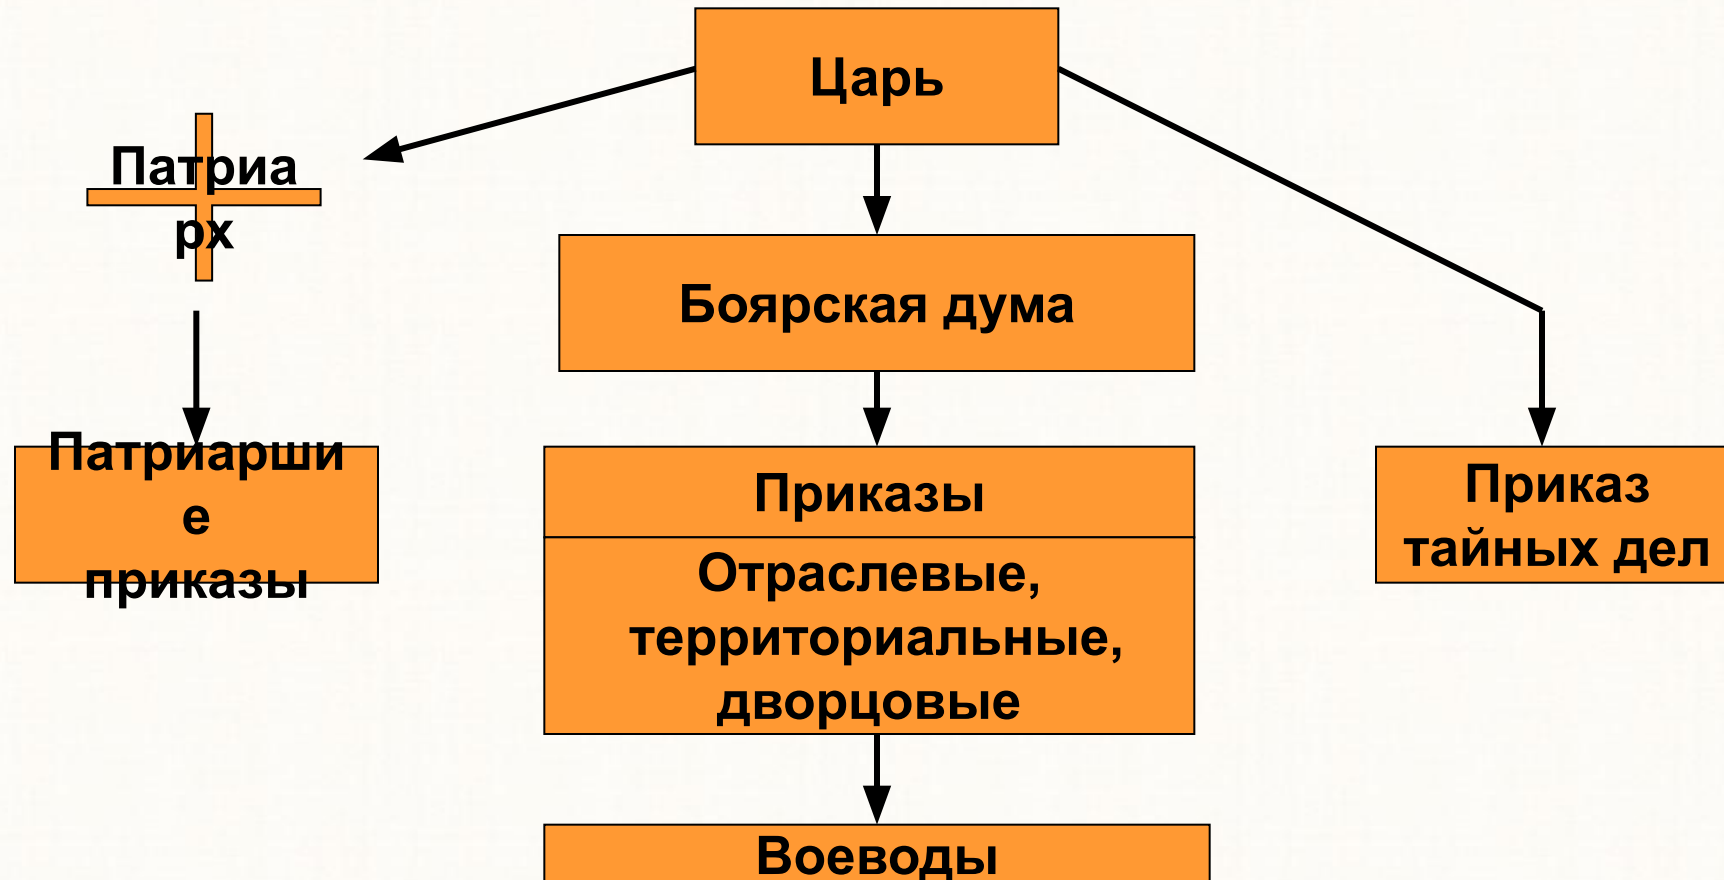 Царь
Патриа
рх
Боярская дума
Патриарши
е
приказы
Приказы
Отраслевые,
территориальные,
дворцовые
Приказ
тайных дел
Воеводы